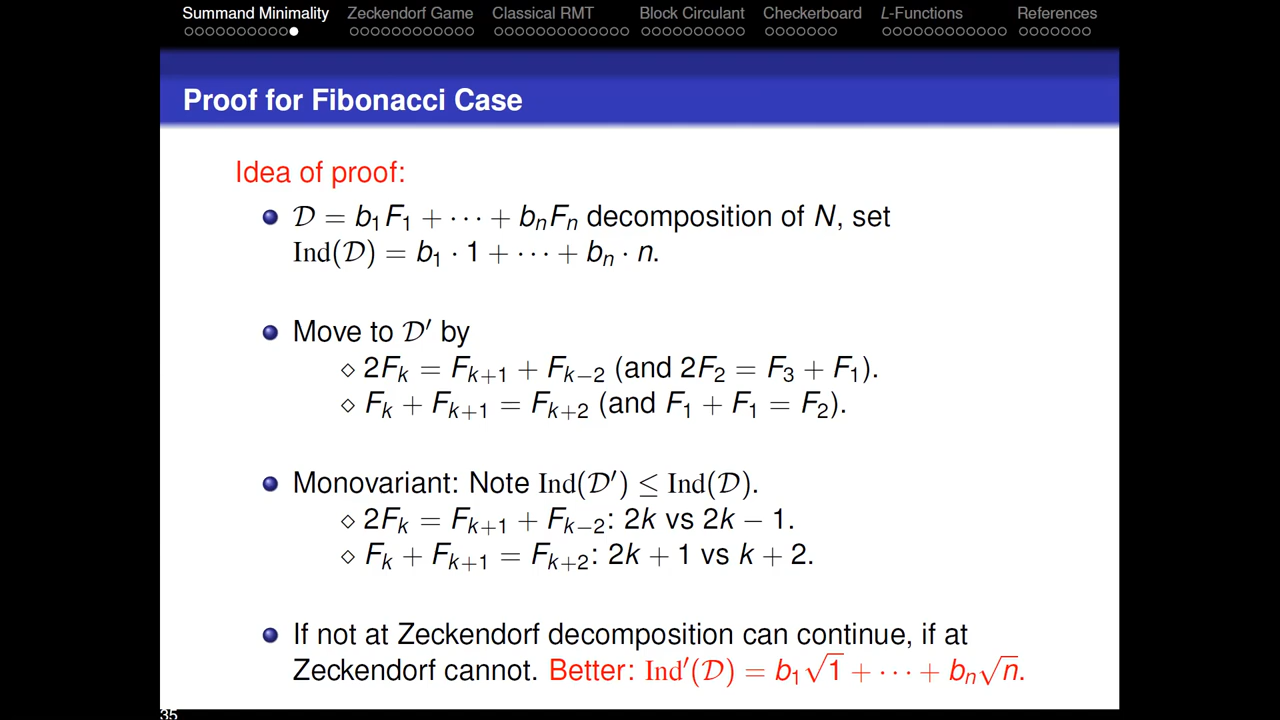 Summand Minimality Zeckendorf Game Classical RMT Block Circulant Checkerboard L-Functions References
Proof for Fibonacci Case
Idea of proof:
𝒟 = b₁F₁ + ⋯ + bₙFₙ decomposition of N, set
Ind(𝒟) = b₁ · 1 + ⋯ + bₙ · n.
Move to 𝒟′ by
⋄ 2Fₖ = Fₖ₊₁ + Fₖ₋₂ (and 2F₂ = F₃ + F₁).
⋄ Fₖ + Fₖ₊₁ = Fₖ₊₂ (and F₁ + F₁ = F₂).
Monovariant: Note Ind(𝒟′) ≤ Ind(𝒟).
⋄ 2Fₖ = Fₖ₊₁ + Fₖ₋₂: 2k vs 2k − 1.
⋄ Fₖ + Fₖ₊₁ = Fₖ₊₂: 2k + 1 vs k + 2.
If not at Zeckendorf decomposition can continue, if at
Zeckendorf cannot. Better: Ind′(𝒟) = b₁√1 + ⋯ + bₙ√n.
35